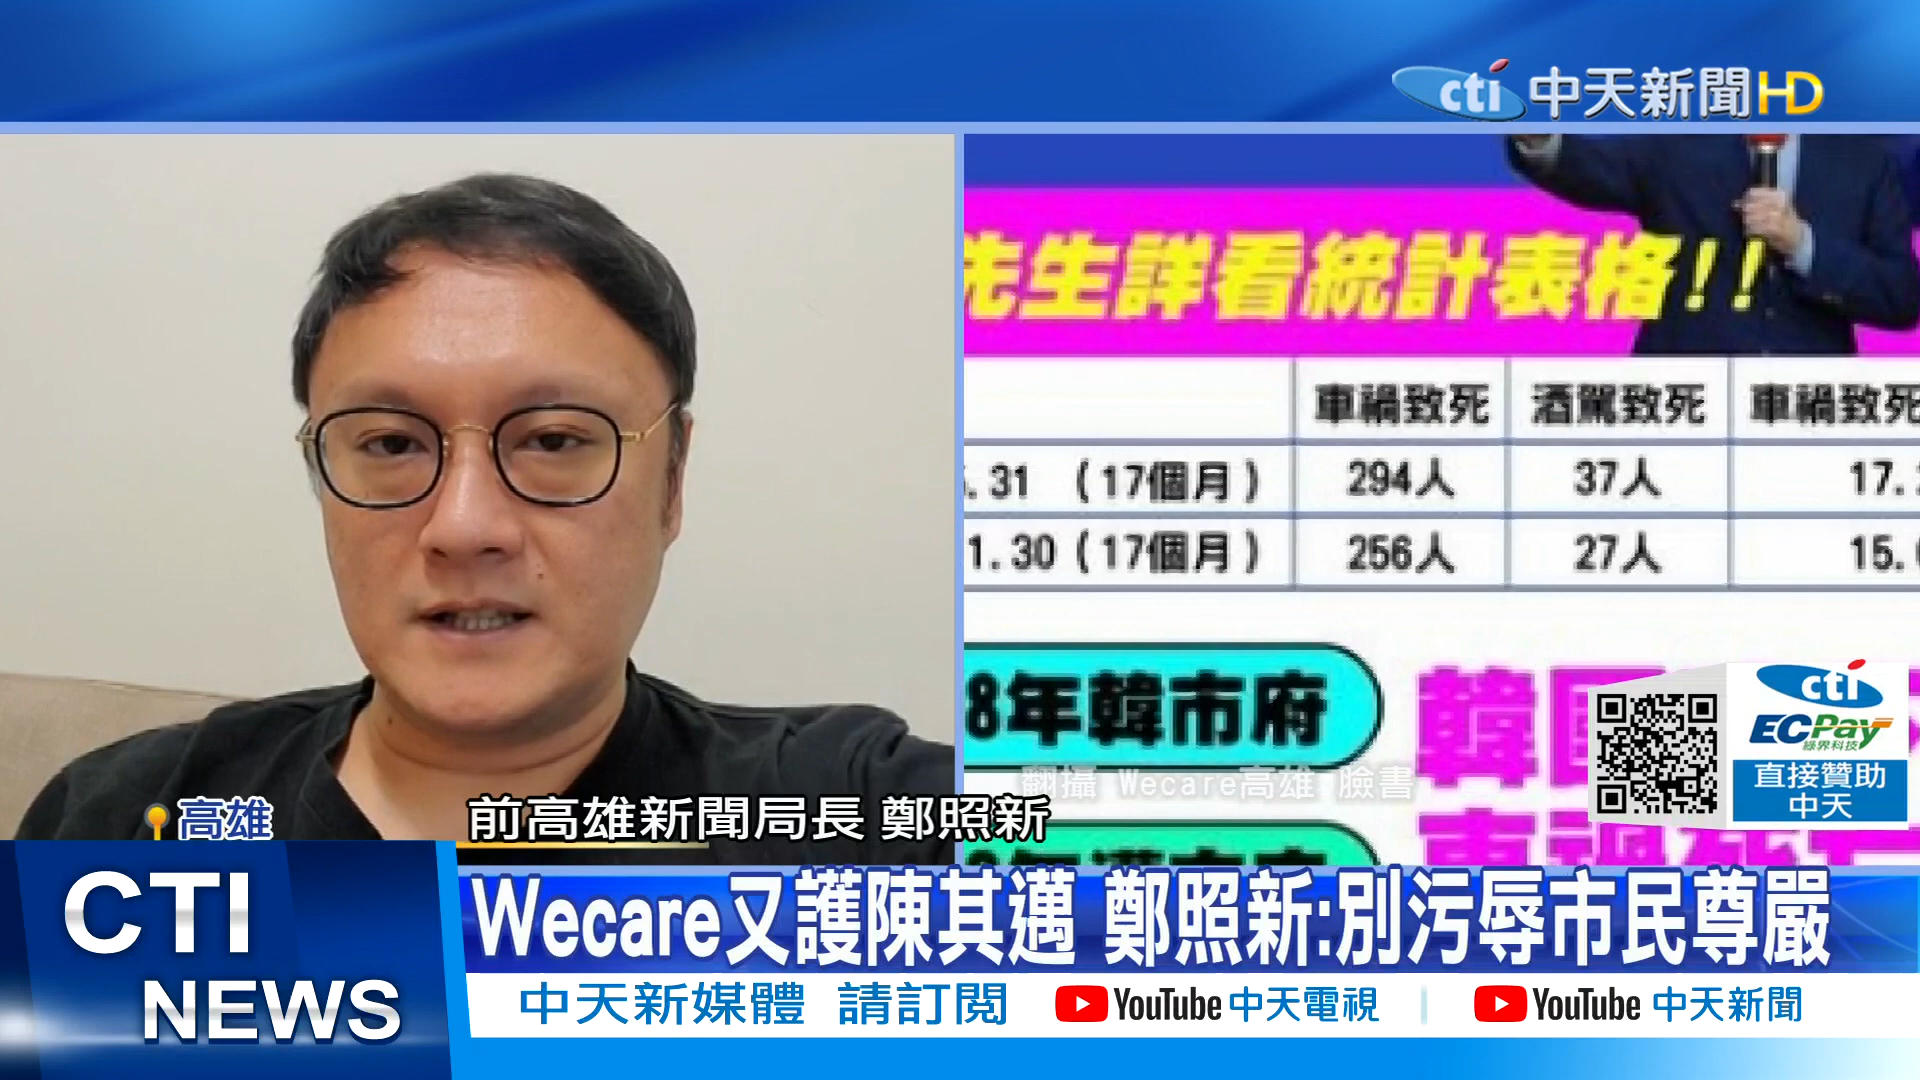 cti 中天新聞HD
先生詳看統計表格!!
車禍致死 酒駕致死 車禍致死
.31 (17個月) 294人 37人 17.
1.30 (17個月) 256人 27人 15.
8年韓市府
韓
翻攝 Wecare高雄 臉書
cti
ECPay
綠界科技
直接贊助
中天
高雄
前高雄新聞局長 鄭照新
CTI
NEWS
Wecare又護陳其邁 鄭照新:別污辱市民尊嚴
中天新媒體 請訂閱 YouTube 中天電視 | YouTube 中天新聞